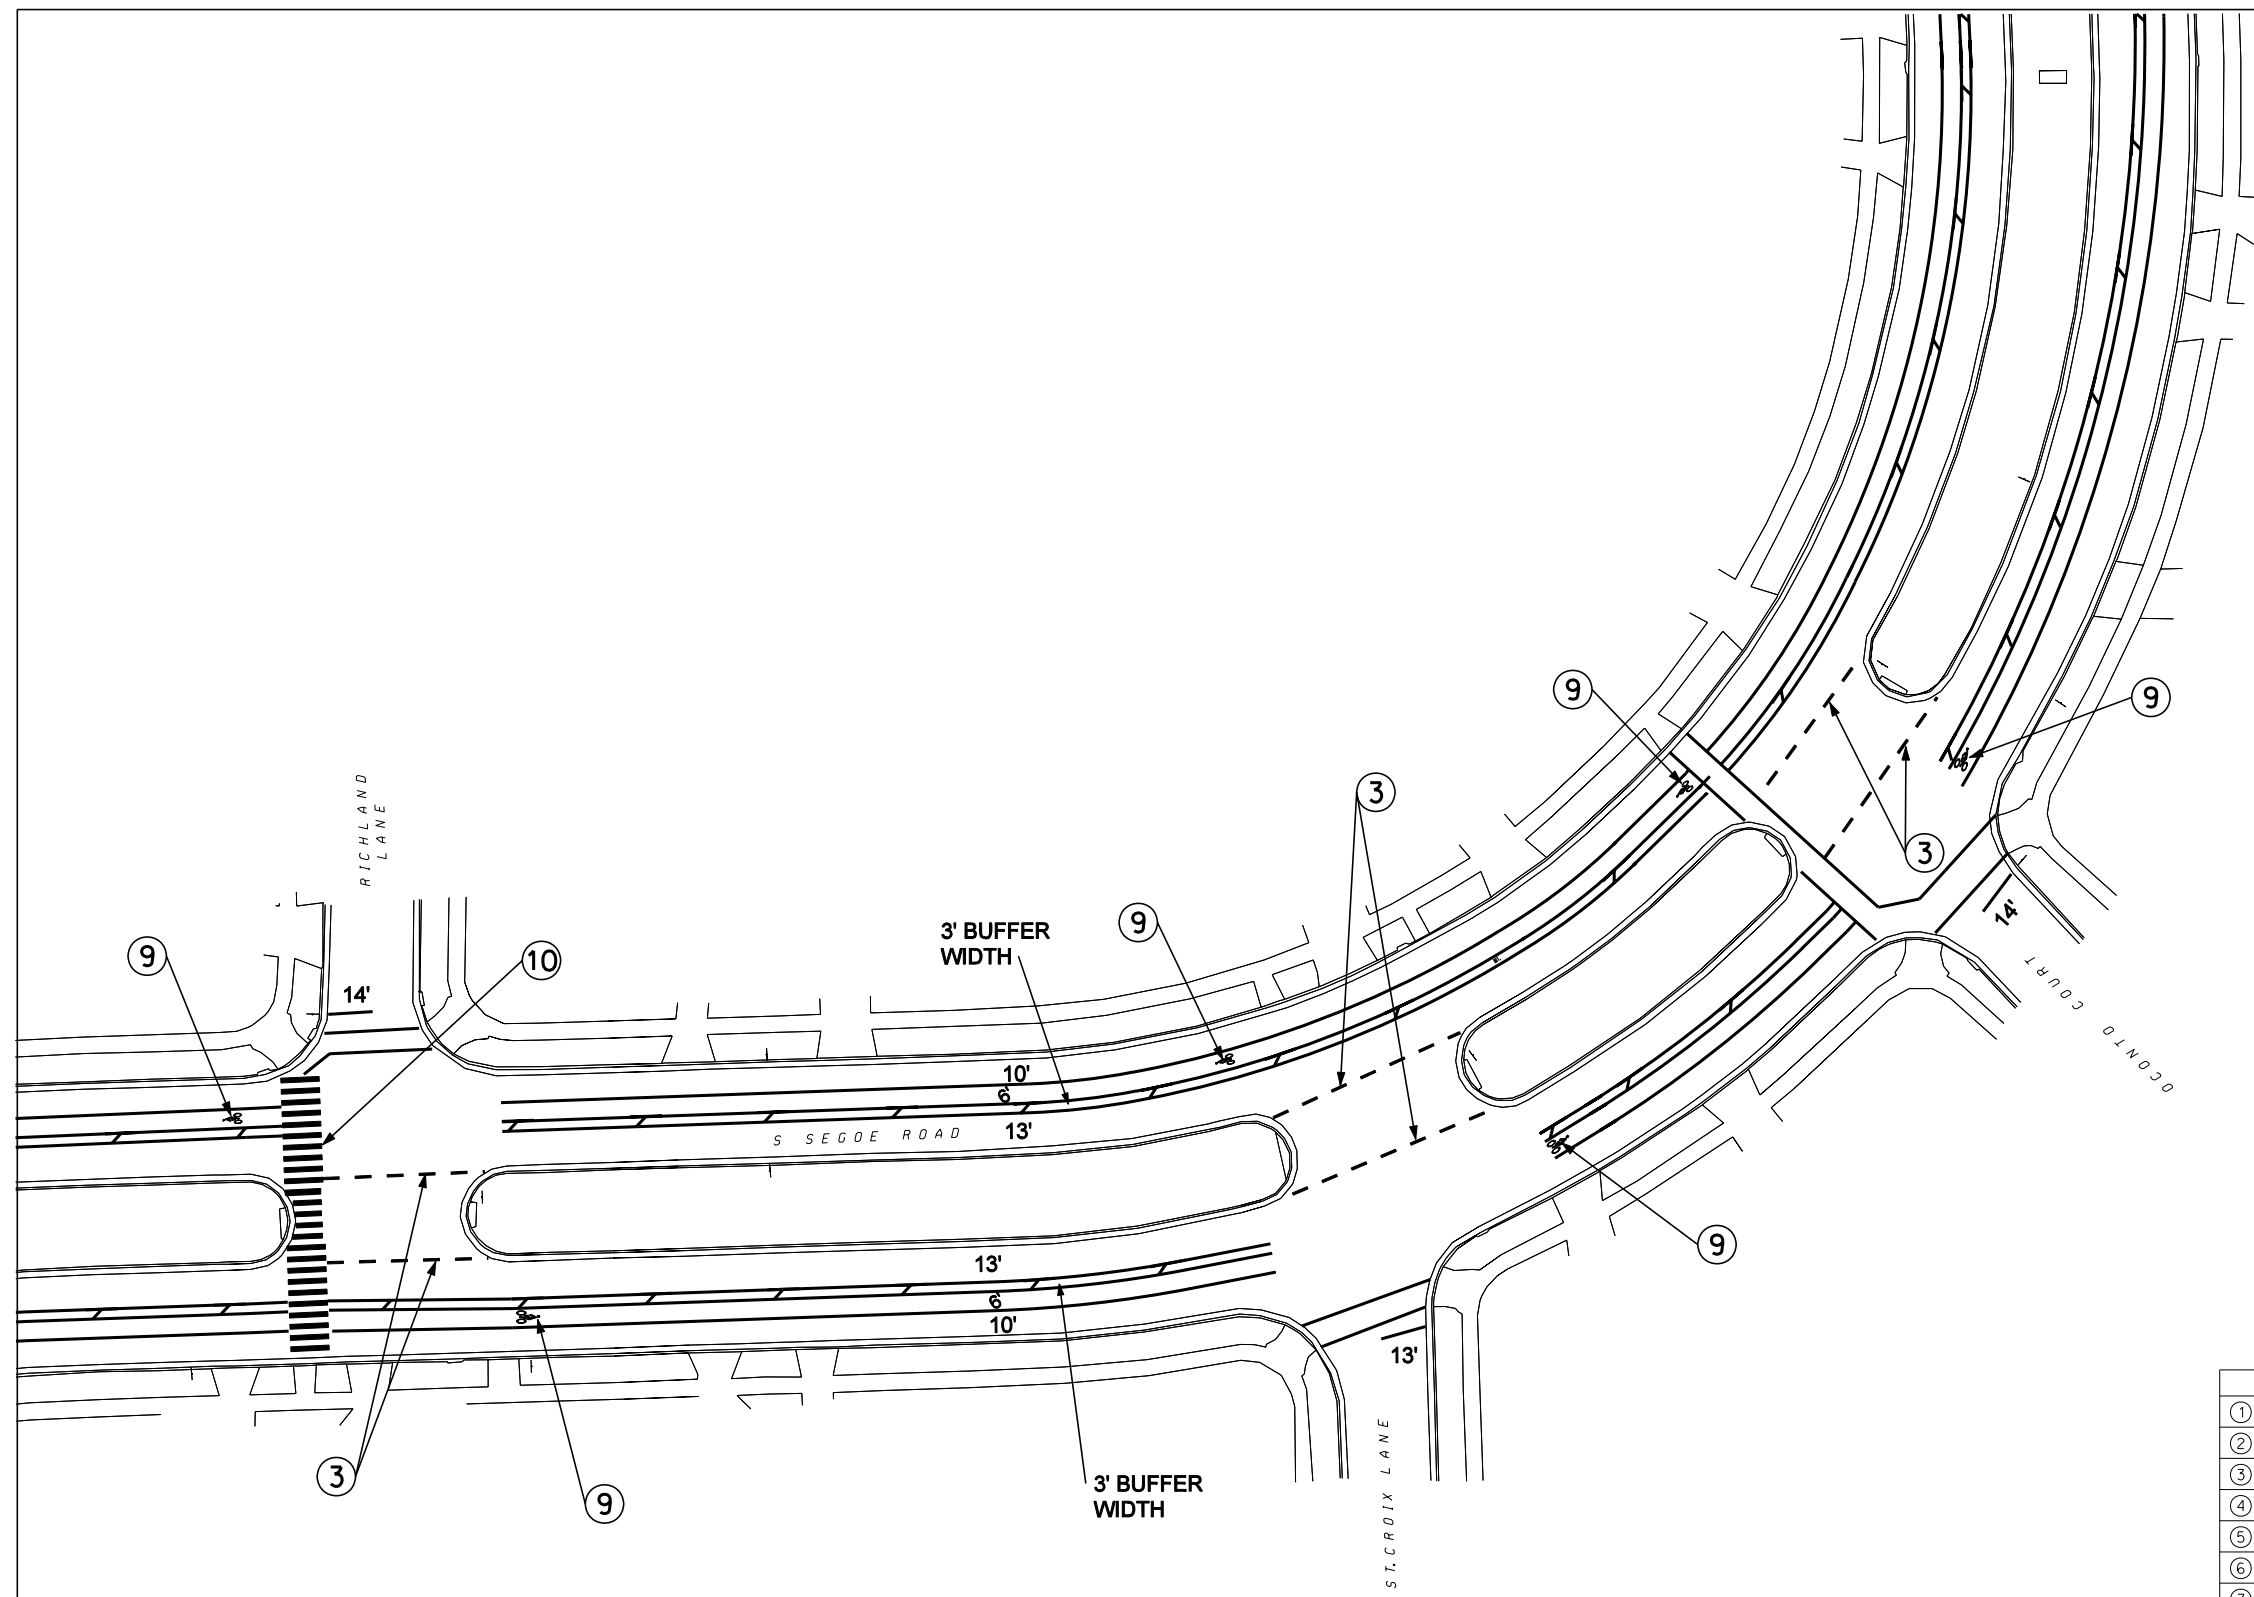 9
3
9
9
3
3' BUFFER
WIDTH
9
14'
OCONTO COURT
RICHLAND
LANE
9
10
14'
10'
6'
S SEGOE ROAD
13'
9
13'
6'
10'
13'
3
9
3' BUFFER
WIDTH
ST. CROIX LANE
1
2
3
4
5
6